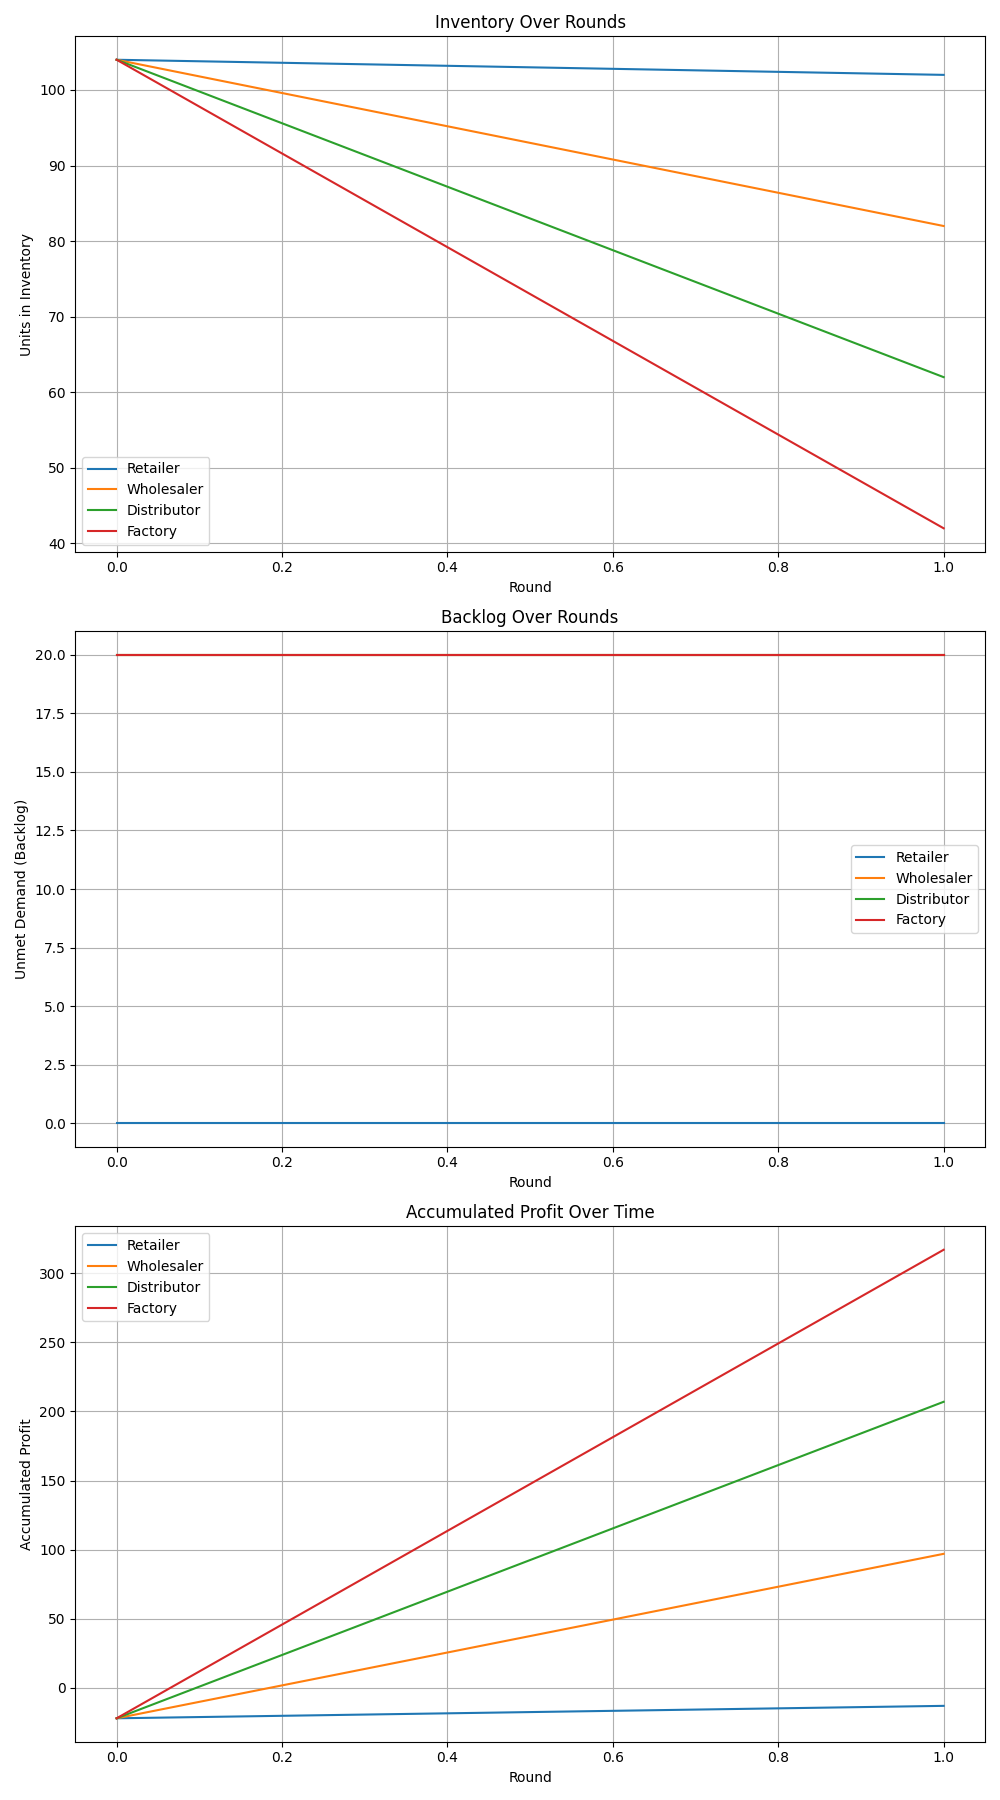 Inventory Over Rounds
Units in Inventory
100
90
80
70
60
50
40
Retailer
Wholesaler
Distributor
Factory
0.0 0.2 0.4 0.6 0.8 1.0
Round
Backlog Over Rounds
Unmet Demand (Backlog)
20.0
17.5
15.0
12.5
10.0
7.5
5.0
2.5
0.0
Retailer
Wholesaler
Distributor
Factory
0.0 0.2 0.4 0.6 0.8 1.0
Round
Accumulated Profit Over Time
Accumulated Profit
Retailer
Wholesaler
Distributor
Factory
300
250
200
150
100
50
0
0.0 0.2 0.4 0.6 0.8 1.0
Round